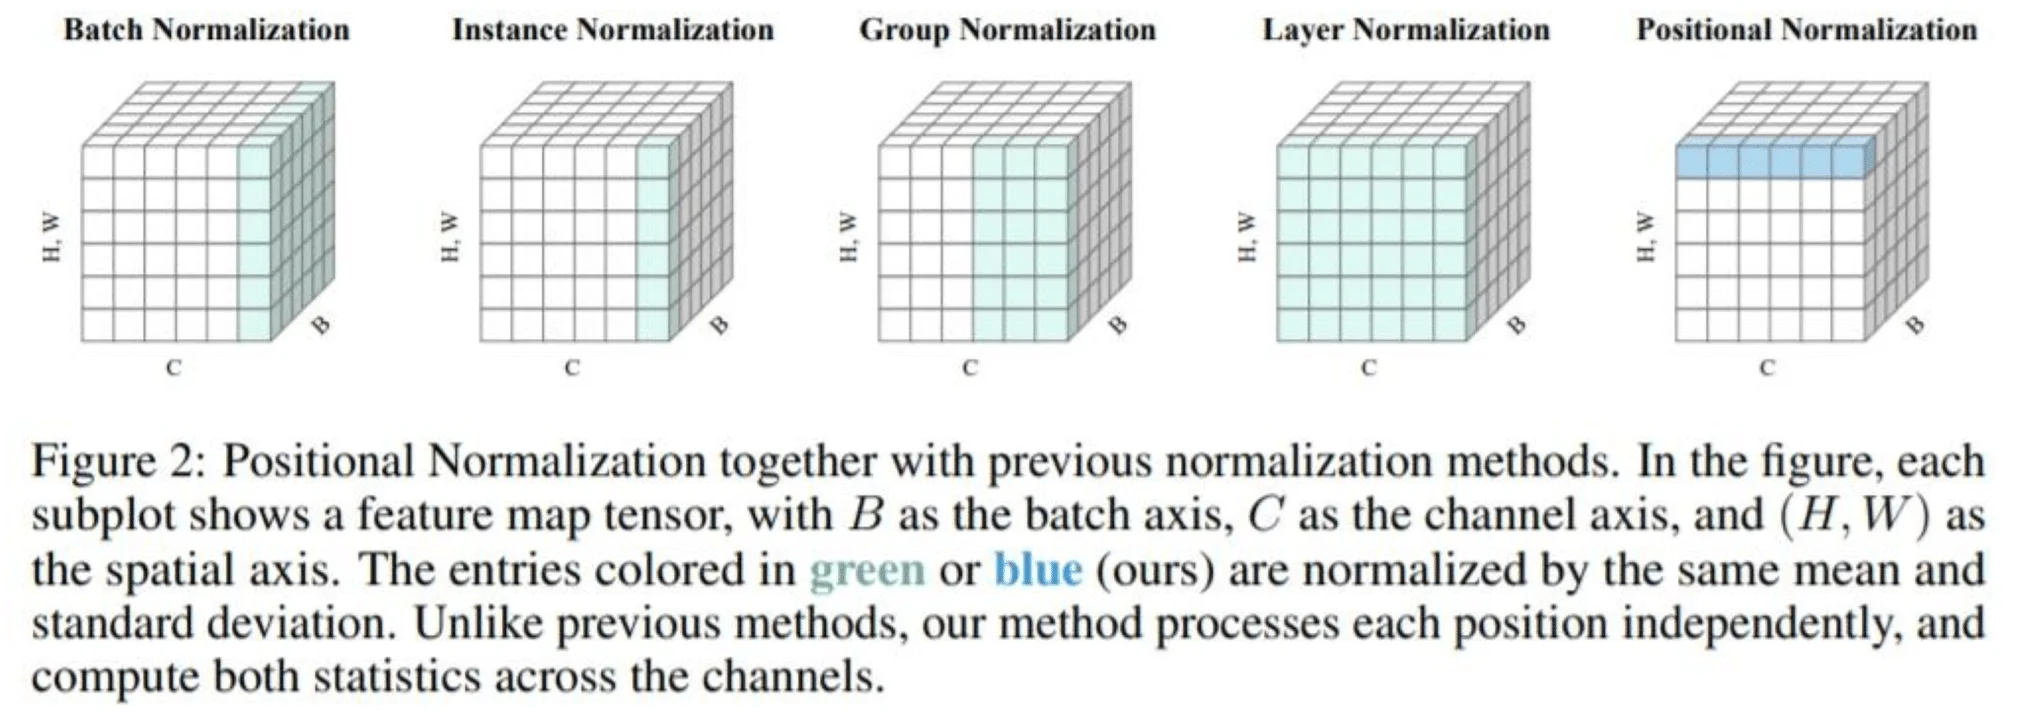 Batch Normalization
Instance Normalization
Group Normalization
Layer Normalization
Positional Normalization
H, W
C
B
H, W
C
B
H, W
C
B
H, W
C
B
H, W
C
B
Figure 2: Positional Normalization together with previous normalization methods. In the figure, each
subplot shows a feature map tensor, with B as the batch axis, C as the channel axis, and (H, W) as
the spatial axis. The entries colored in green or blue (ours) are normalized by the same mean and
standard deviation. Unlike previous methods, our method processes each position independently, and
compute both statistics across the channels.